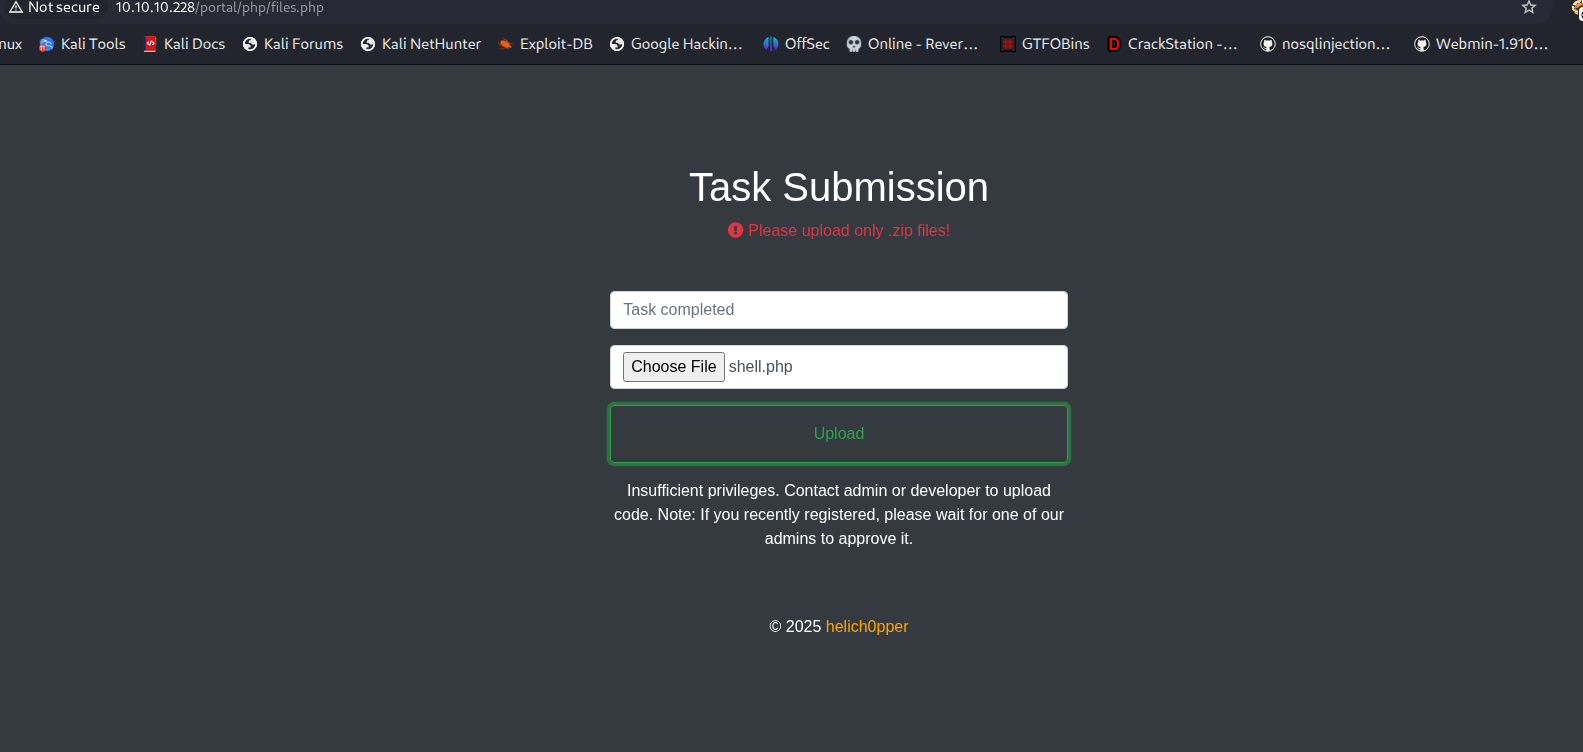 Not secure 10.10.10.228/portal/php/files.php
nux Kali Tools Kali Docs Kali Forums Kali NetHunter Exploit-DB Google Hackin... OffSec Online - Rever... GTFOBins CrackStation -... nosqlinjection... Webmin-1.910...
Task Submission
Please upload only .zip files!
Task completed
Choose File shell.php
Upload
Insufficient privileges. Contact admin or developer to upload
code. Note: If you recently registered, please wait for one of our
admins to approve it.
© 2025 helich0pper